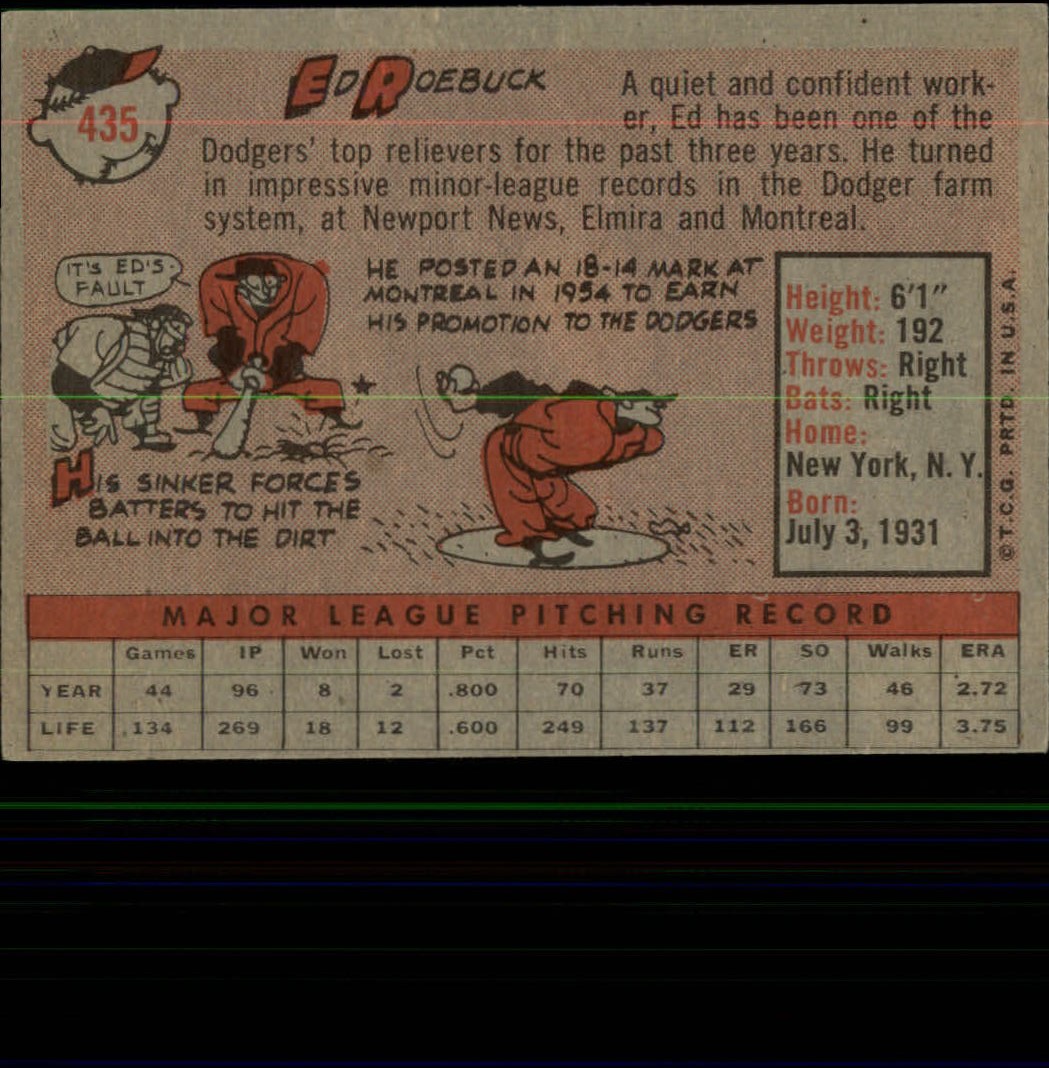 435
ED ROEBUCK
A quiet and confident work-
er, Ed has been one of the
Dodgers' top relievers for the past three years. He turned
in impressive minor-league records in the Dodger farm
system, at Newport News, Elmira and Montreal.
IT'S ED'S
FAULT
HE POSTED AN 18-14 MARK AT
MONTREAL IN 1954 TO EARN
HIS PROMOTION TO THE DODGERS
HIS SINKER FORCES
BATTERS TO HIT THE
BALL INTO THE DIRT
Height: 6'1"
Weight: 192
Throws: Right
Bats: Right
Home:
New York, N. Y.
Born:
July 3, 1931
© T.C.G. PRTD. IN U.S.A.
MAJOR LEAGUE PITCHING RECORD
Games IP Won Lost Pct Hits Runs ER SO Walks ERA
YEAR 44 96 8 2 .800 70 37 29 73 46 2.72
LIFE 134 269 18 12 .600 249 137 112 166 99 3.75